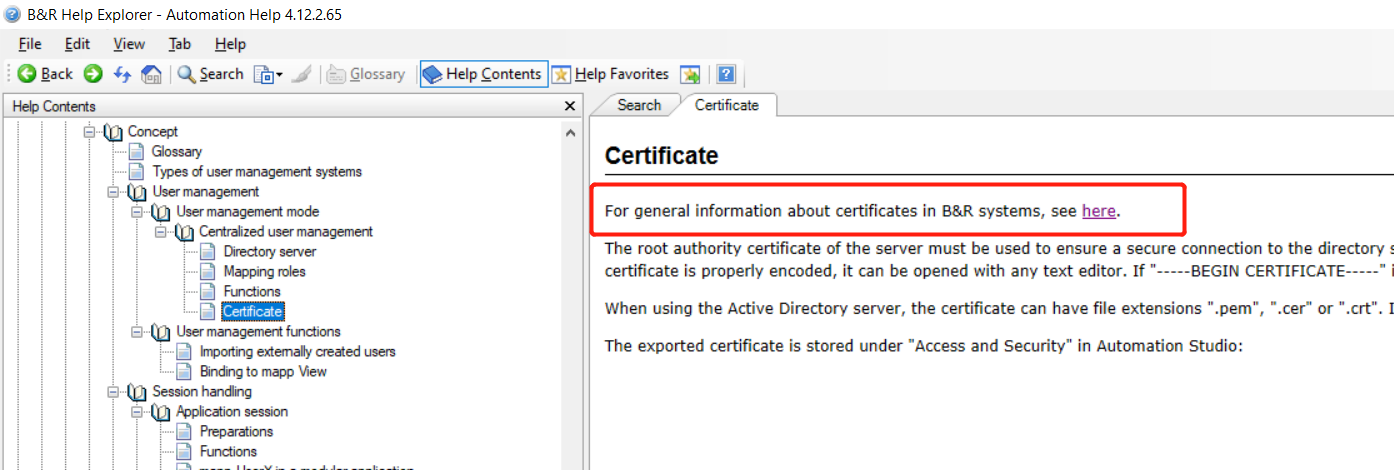 B&R Help Explorer - Automation Help 4.12.2.65
File Edit View Tab Help
Back Search Glossary Help Contents Help Favorites
Help Contents
Concept
Glossary
Types of user management systems
User management
User management mode
Centralized user management
Directory server
Mapping roles
Functions
Certificate
User management functions
Importing externally created users
Binding to mapp View
Session handling
Application session
Preparations
Functions
Search Certificate
Certificate
For general information about certificates in B&R systems, see here.
The root authority certificate of the server must be used to ensure a secure connection to the directory s
certificate is properly encoded, it can be opened with any text editor. If "-----BEGIN CERTIFICATE-----" i
When using the Active Directory server, the certificate can have file extensions ".pem", ".cer" or ".crt". I
The exported certificate is stored under "Access and Security" in Automation Studio: